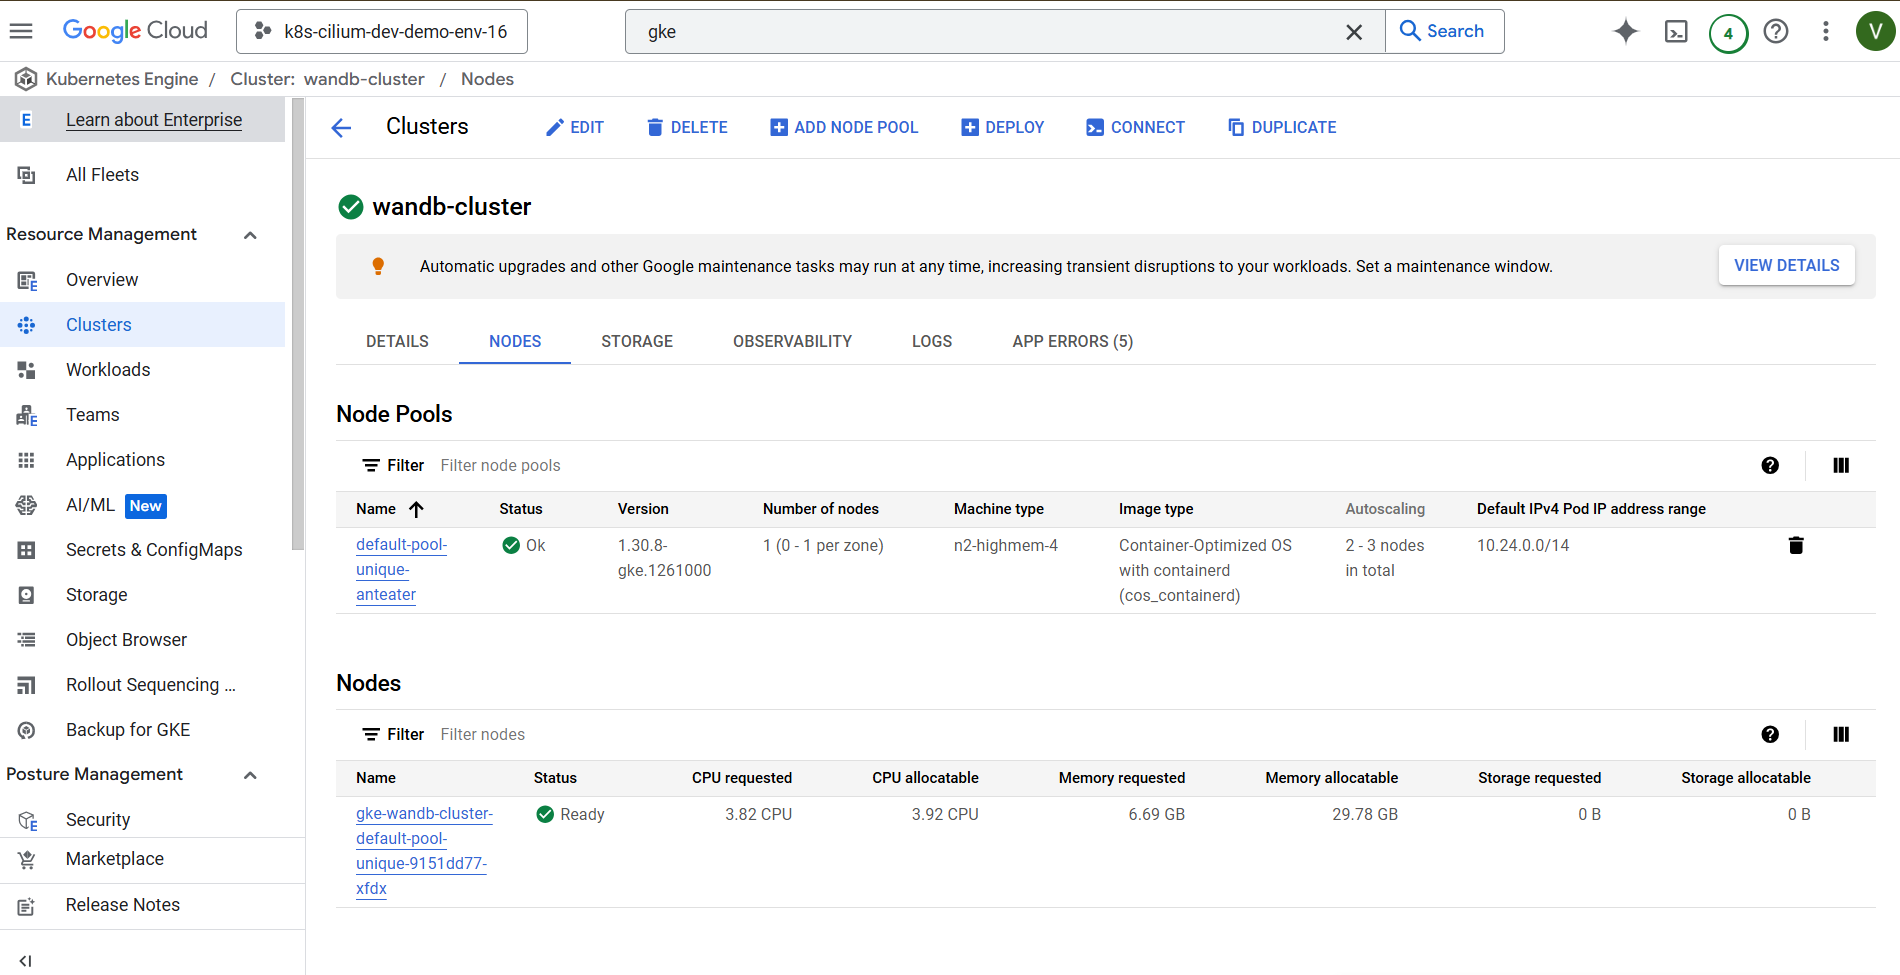 Google Cloud
k8s-cilium-dev-demo-env-16
gke
Search
4
V
Kubernetes Engine / Cluster: wandb-cluster / Nodes
E Learn about Enterprise
All Fleets
Resource Management
Overview
Clusters
Workloads
Teams
Applications
AI/ML New
Secrets & ConfigMaps
Storage
Object Browser
Rollout Sequencing ...
Backup for GKE
Posture Management
Security
Marketplace
Release Notes
Clusters
EDIT
DELETE
ADD NODE POOL
DEPLOY
CONNECT
DUPLICATE
wandb-cluster
Automatic upgrades and other Google maintenance tasks may run at any time, increasing transient disruptions to your workloads. Set a maintenance window.
VIEW DETAILS
DETAILS NODES STORAGE OBSERVABILITY LOGS APP ERRORS (5)
Node Pools
Filter Filter node pools
Name Status Version Number of nodes Machine type Image type Autoscaling Default IPv4 Pod IP address range
default-pool- Ok 1.30.8- 1 (0 - 1 per zone) n2-highmem-4 Container-Optimized OS 2 - 3 nodes 10.24.0.0/14
unique- gke.1261000 with containerd in total
anteater (cos_containerd)
Nodes
Filter Filter nodes
Name Status CPU requested CPU allocatable Memory requested Memory allocatable Storage requested Storage allocatable
gke-wandb-cluster- Ready 3.82 CPU 3.92 CPU 6.69 GB 29.78 GB 0 B 0 B
default-pool-
unique-9151dd77-
xfdx